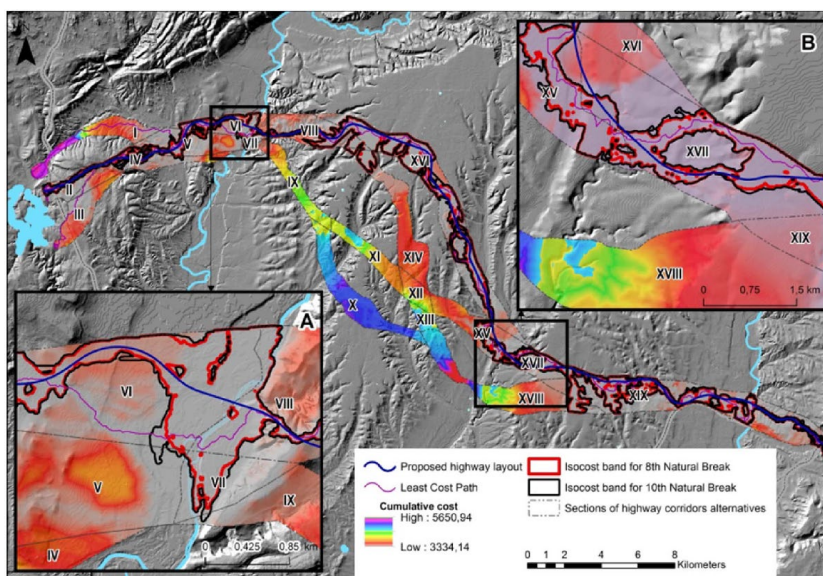 B
XVI
XV
XVII
XIX
XVIII
0 0,75 1,5 km
I
II
III
IV
V
VI
VII
VIII
IX
X
XI
XII
XIII
XIV
XV
XVI
XVII
XVIII
XIX
A
VI
VIII
V
VII
IX
IV
0 0,425 0,85 km
Proposed highway layout
Least Cost Path
Cumulative cost
High : 5650,94
Low : 3334,14
Isocost band for 8th Natural Break
Isocost band for 10th Natural Break
Sections of highway corridors alternatives
0 1 2 4 6 8
Kilometers